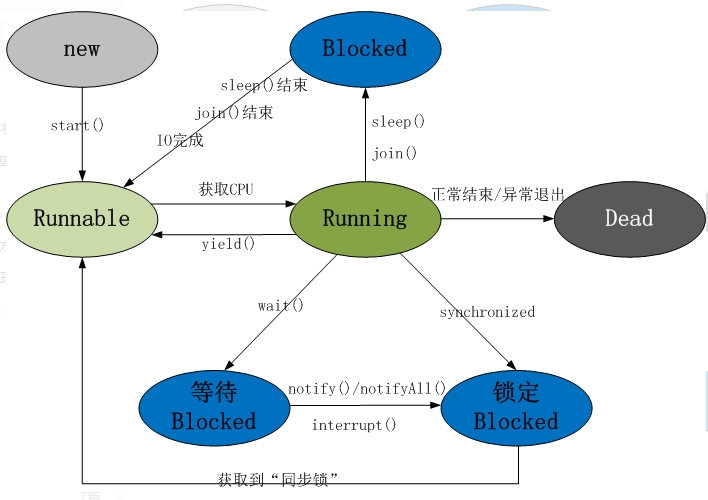 new
Blocked
sleep()结束
start()
join()结束
sleep()
IO完成
join()
获取CPU
正常结束/异常退出
Runnable
Running
Dead
yield()
wait()
synchronized
等待
Blocked
notify()/notifyAll()
interrupt()
锁定
Blocked
获取到“同步锁”